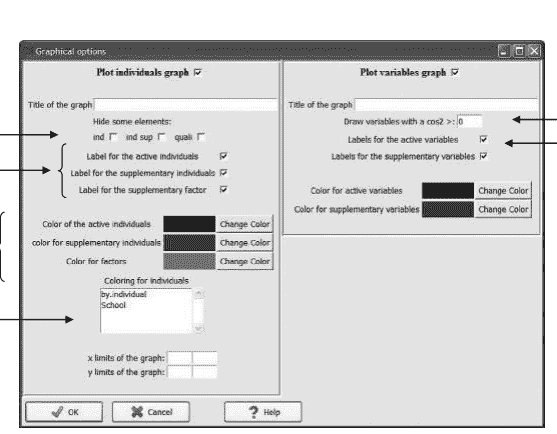 Graphical options
Plot individuals graph
Title of the graph
Hide some elements:
ind ind sup quali
Label for the active individuals
Label for the supplementary individuals
Label for the supplementary factor
Color of the active individuals Change Color
color for supplementary individuals Change Color
Color for factors Change Color
Coloring for individuals
by.individual
School
x limits of the graph:
y limits of the graph:
Plot variables graph
Title of the graph
Draw variables with a cos2 >: 0
Labels for the active variables
Labels for the supplementary variables
Color for active variables Change Color
Color for supplementary variables Change Color
OK Cancel Help